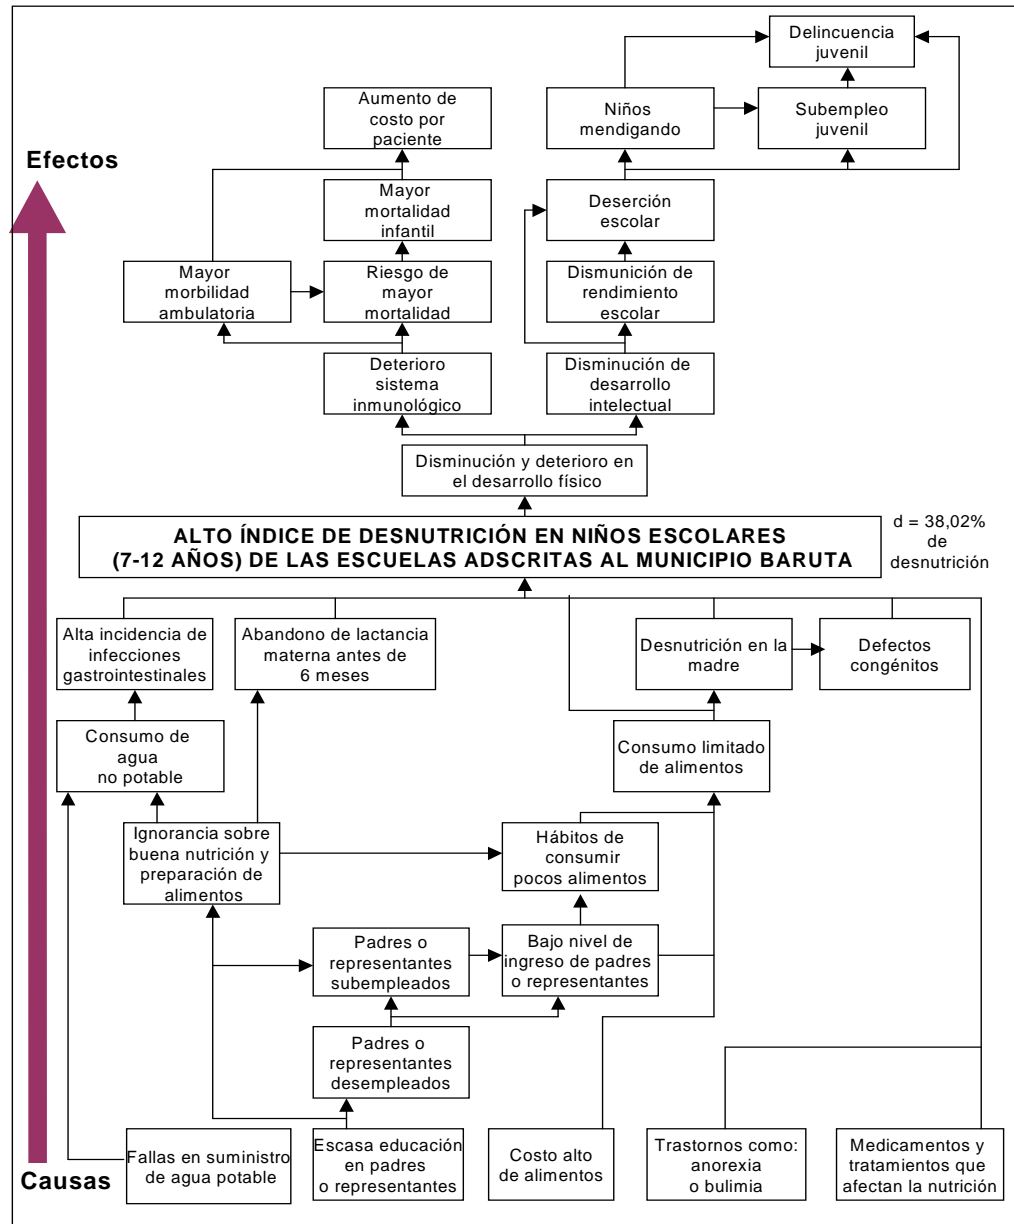 Delincuencia
juvenil
Aumento de
costo por
paciente
Niños
mendigando
Subempleo
juvenil
Efectos
Mayor
mortalidad
infantil
Deserción
escolar
Mayor
morbilidad
ambulatoria
Riesgo de
mayor
mortalidad
Dismunición de
rendimiento
escolar
Deterioro
sistema
inmunológico
Disminución de
desarrollo
intelectual
Disminución y deterioro en
el desarrollo físico
ALTO ÍNDICE DE DESNUTRICIÓN EN NIÑOS ESCOLARES
(7-12 AÑOS) DE LAS ESCUELAS ADSCRITAS AL MUNICIPIO BARUTA
d = 38,02%
de
desnutrición
Alta incidencia de
infecciones
gastrointestinales
Abandono de lactancia
materna antes de
6 meses
Desnutrición en la
madre
Defectos
congénitos
Consumo de
agua
no potable
Consumo limitado
de alimentos
Ignorancia sobre
buena nutrición y
preparación de
alimentos
Hábitos de
consumir
pocos alimentos
Padres o
representantes
subempleados
Bajo nivel de
ingreso de padres
o representantes
Padres o
representantes
desempleados
Causas
Fallas en suministro
de agua potable
Escasa educación
en padres
o representantes
Costo alto
de alimentos
Trastornos como:
anorexia
o bulimia
Medicamentos y
tratamientos que
afectan la nutrición